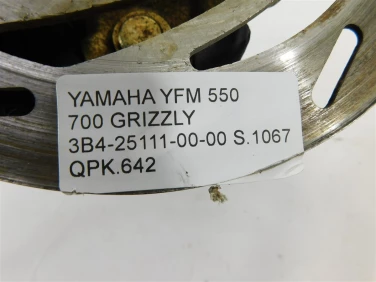 YAMAHA YFM 550
700 GRIZZLY
3B4-25111-00-00 S.1067
QPK.642